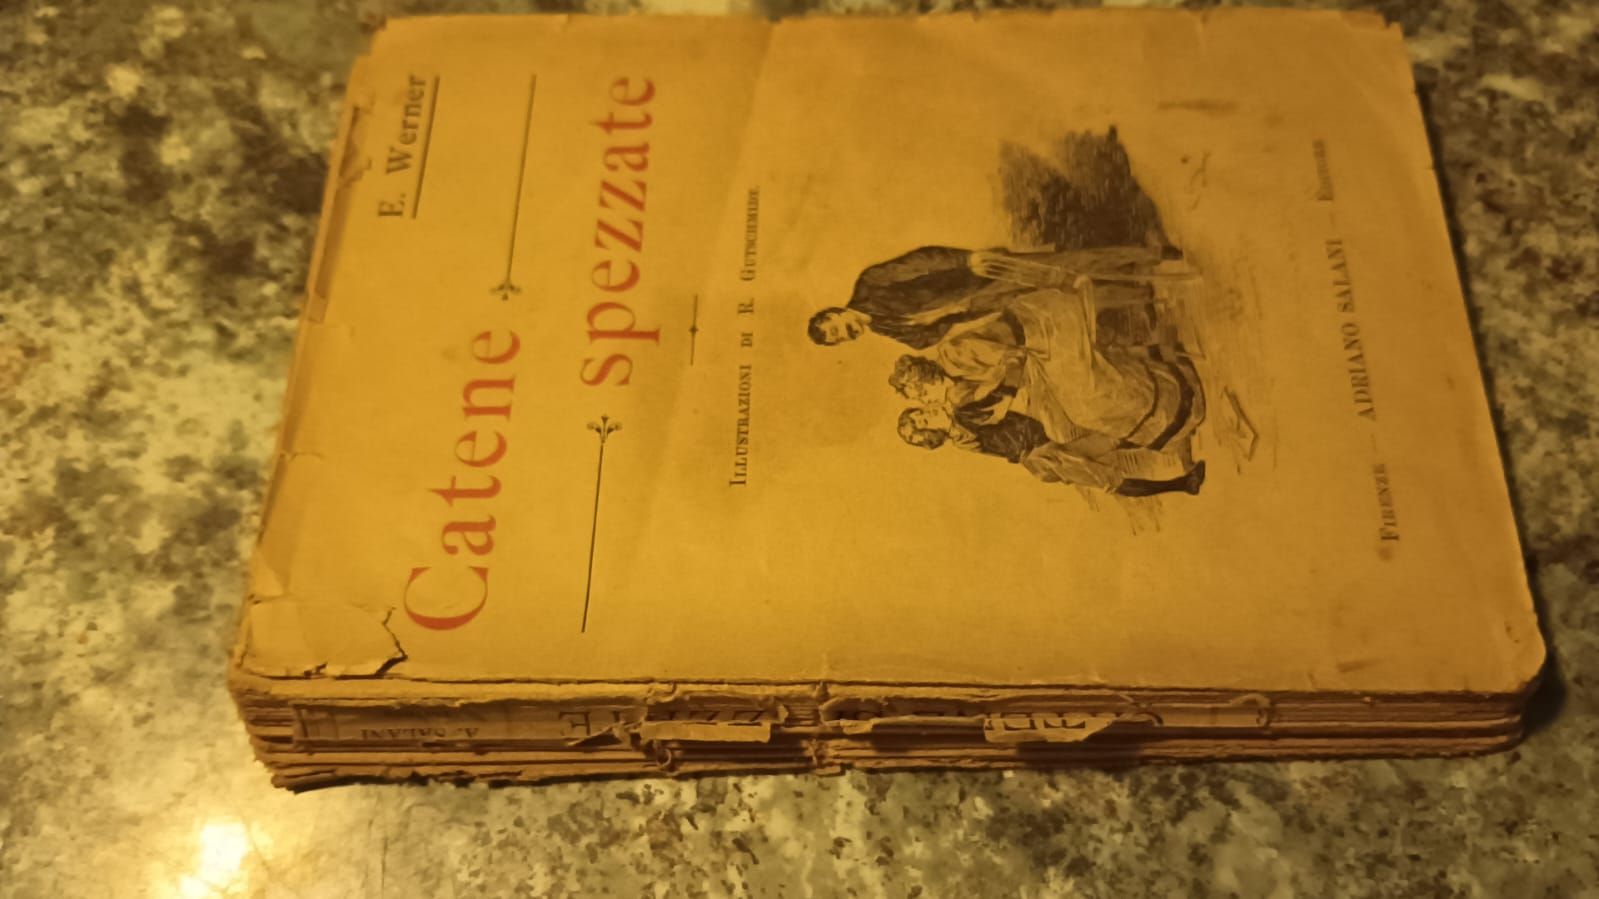 E. Werner
Catene
spezzate
ILLUSTRAZIONI DI R. GUTSCHMIDT.
FIRENZE — ADRIANO SALANI — EDITORE
A. SALANI